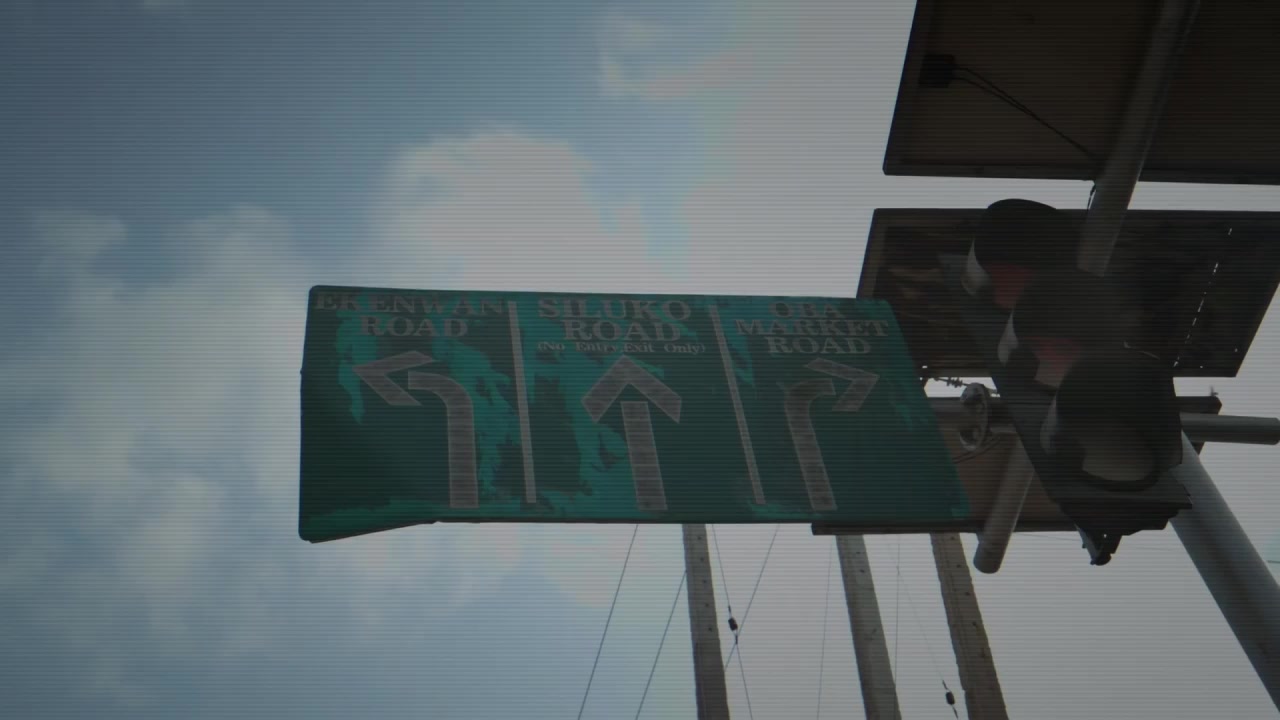 EKENWAN
ROAD
SILUKO
ROAD
(No Entry.Exit Only)
OBA
MARKET
ROAD